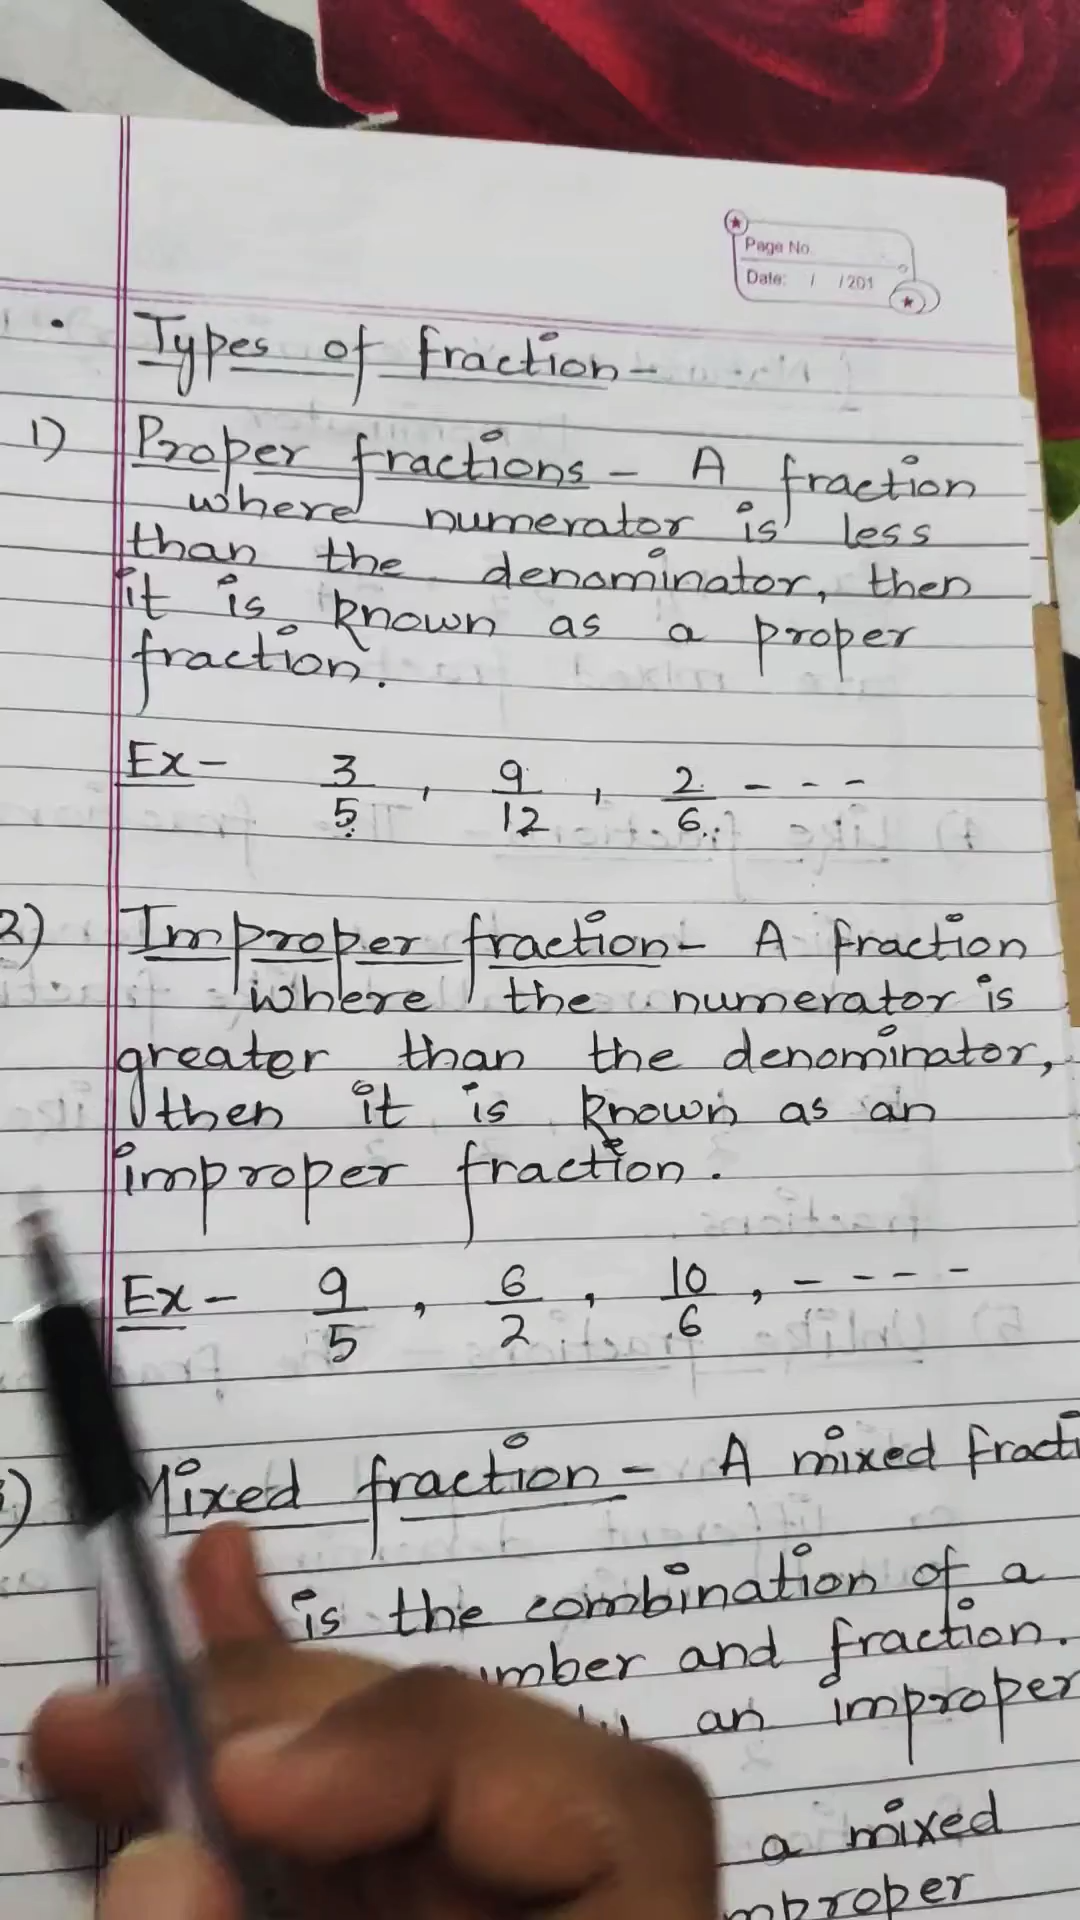 Page No.
Date: / /201
• Types of fraction -
1) Proper fractions - A fraction
where numerator is less
than the denominator, then
it is known as a proper
fraction.
Ex - 3/5 , 9/12 , 2/6 - - -
2) Improper fraction - A fraction
where the numerator is
greater than the denominator,
then it is known as an
improper fraction.
Ex - 9/5 , 6/2 , 10/6 , - - - -
Mixed fraction - A mixed fracti
is the combination of a
umber and fraction.
an improper
a mixed
mproper